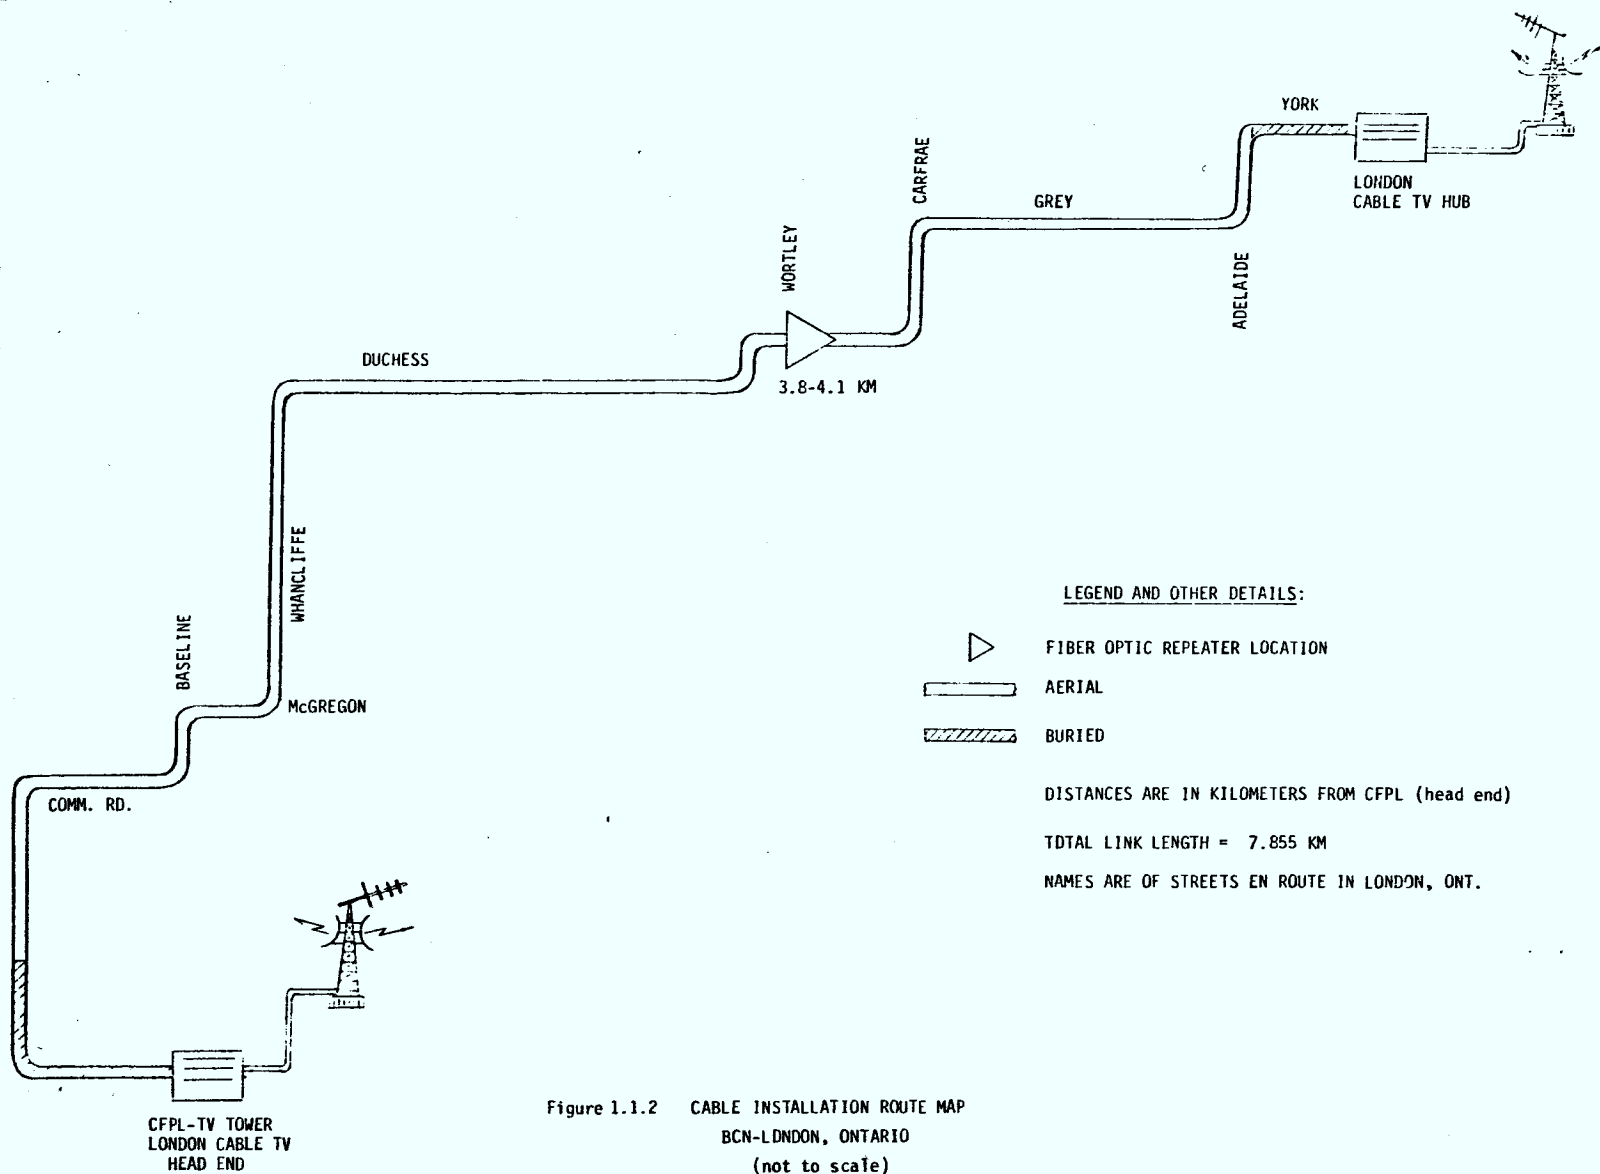 YORK
LONDON
CABLE TV HUB
CARFRAE
GREY
WORTLEY
ADELAIDE
DUCHESS
3.8-4.1 KM
WHANCLIFFE
BASELINE
McGREGON
COMM. RD.
LEGEND AND OTHER DETAILS:
FIBER OPTIC REPEATER LOCATION
AERIAL
BURIED
DISTANCES ARE IN KILOMETERS FROM CFPL (head end)
TOTAL LINK LENGTH = 7.855 KM
NAMES ARE OF STREETS EN ROUTE IN LONDON, ONT.
CFPL-TV TOWER
LONDON CABLE TV
HEAD END
Figure 1.1.2 CABLE INSTALLATION ROUTE MAP
BCN-LONDON, ONTARIO
(not to scale)